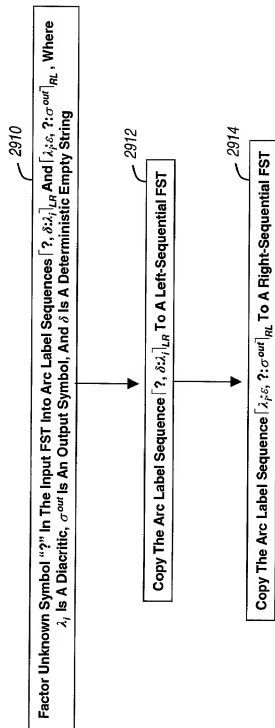 2910
Factor Unknown Symbol "?" In The Input FST Into Arc Label Sequences ⌈?, δ:λᵢ⌉LR And ⌈λᵢ:ε, ?:σᵒᵘᵗ⌉RL, Where
λᵢ Is A Diacritic, σᵒᵘᵗ Is An Output Symbol, And δ Is A Deterministic Empty String
2912
Copy The Arc Label Sequence ⌈?, δ:λᵢ⌉LR To A Left-Sequential FST
2914
Copy The Arc Label Sequence ⌈λᵢ:ε, ?:σᵒᵘᵗ⌉RL To A Right-Sequential FST